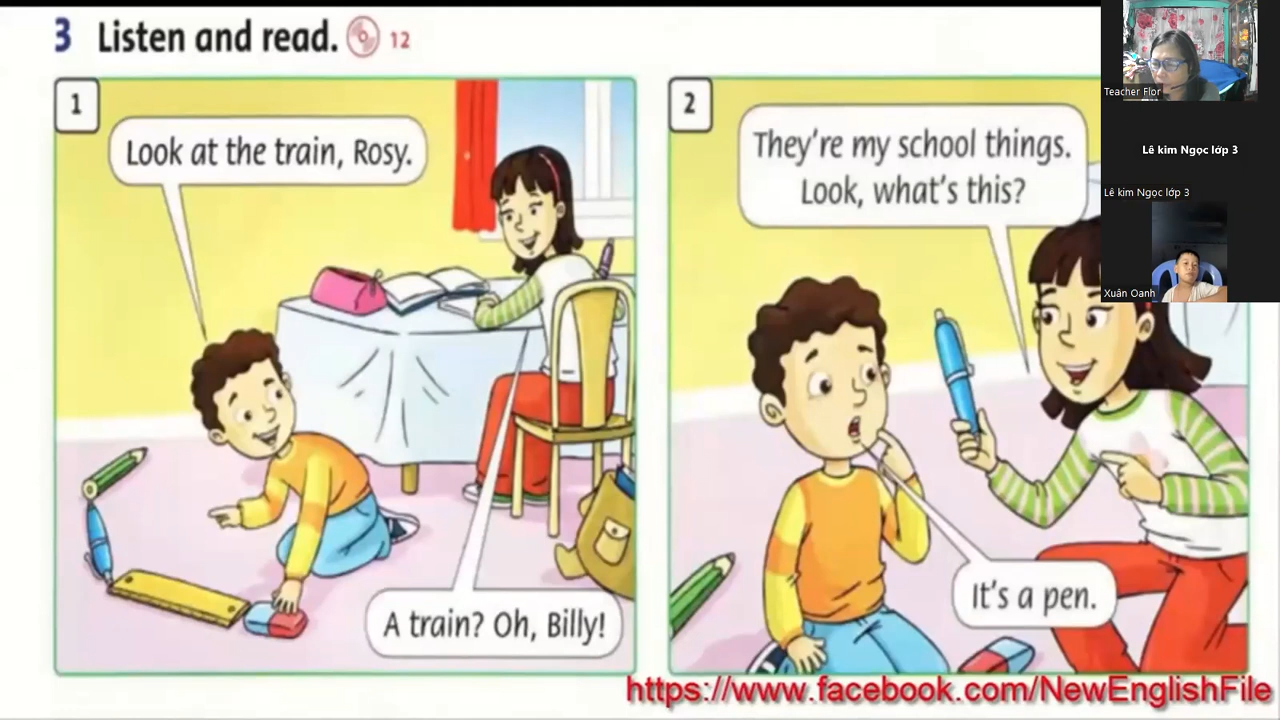 3 Listen and read. 12
1
Look at the train, Rosy.
A train? Oh, Billy!
2
They're my school things.
Look, what's this?
It's a pen.
Teacher Flor
Lê kim Ngọc lớp 3
Lê kim Ngọc lớp 3
Xuân Oanh
https://www.facebook.com/NewEnglishFile